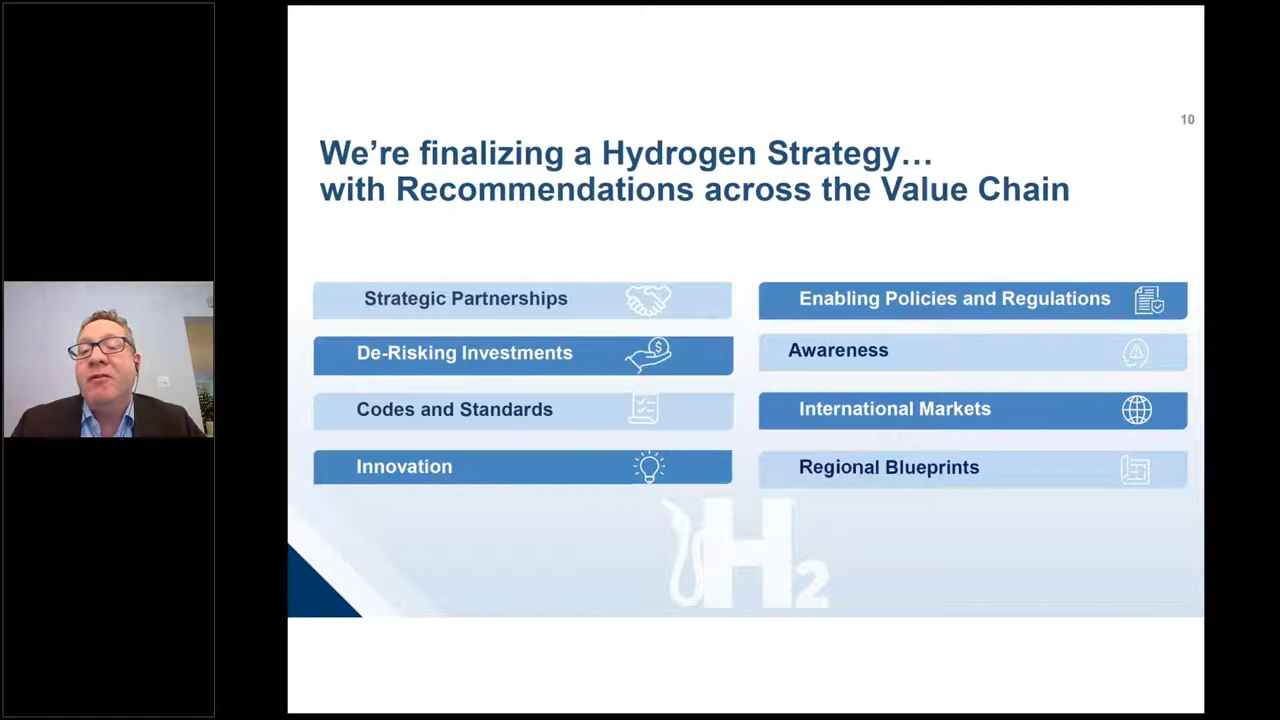 10
We’re finalizing a Hydrogen Strategy…
with Recommendations across the Value Chain
Strategic Partnerships
De-Risking Investments
Codes and Standards
Innovation
Enabling Policies and Regulations
Awareness
International Markets
Regional Blueprints
H2